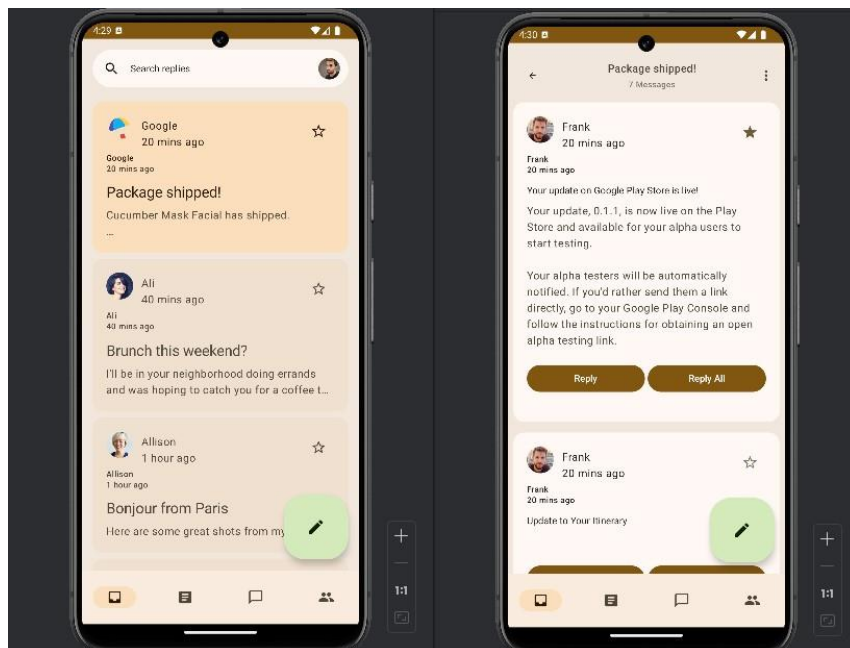 4:29
Search replies
Google
20 mins ago
Google
20 mins ago
Package shipped!
Cucumber Mask Facial has shipped.
...
Ali
40 mins ago
Ali
40 mins ago
Brunch this weekend?
I'll be in your neighborhood doing errands
and was hoping to catch you for a coffee t...
Allison
1 hour ago
Allison
1 hour ago
Bonjour from Paris
Here are some great shots from my
1:1
4:30
Package shipped!
7 Messages
Frank
20 mins ago
Frank
20 mins ago
Your update on Google Play Store is live!
Your update, 0.1.1, is now live on the Play
Store and available for your alpha users to
start testing.
Your alpha testers will be automatically
notified. If you'd rather send them a link
directly, go to your Google Play Console and
follow the instructions for obtaining an open
alpha testing link.
Reply
Reply All
Frank
20 mins ago
Frank
20 mins ago
Update to Your Itinerary
1:1